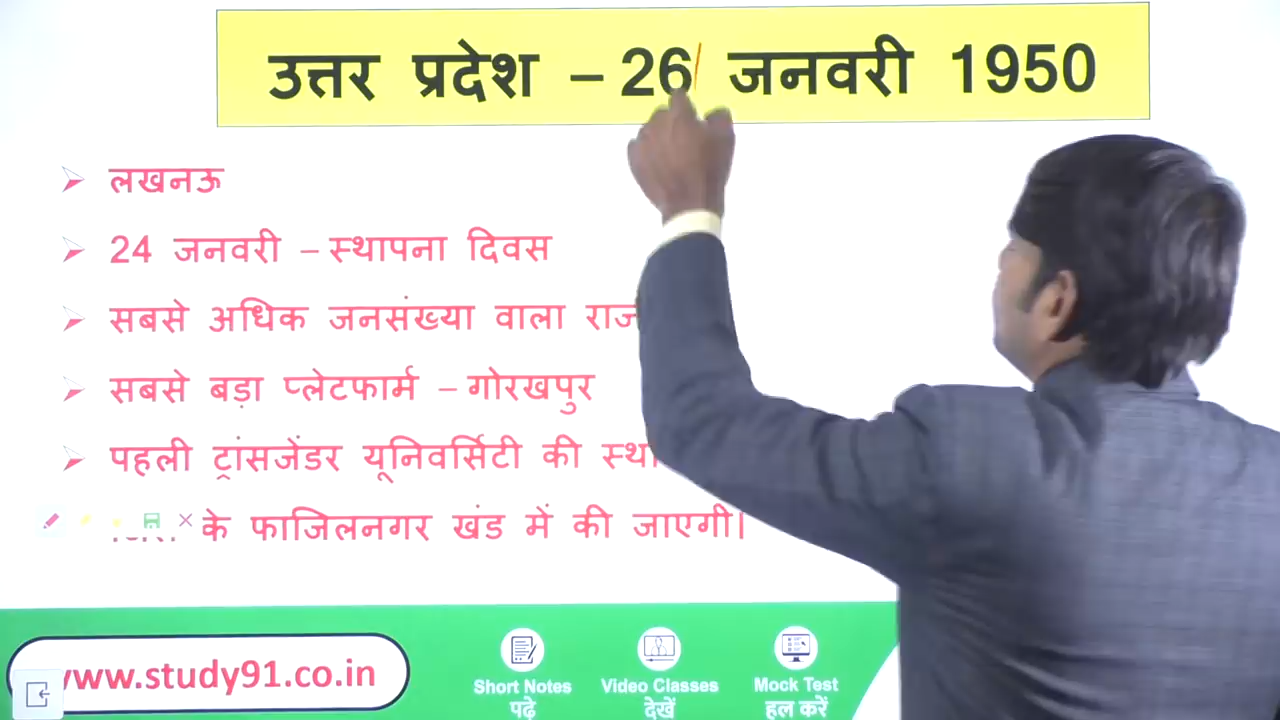 उत्तर प्रदेश – 26 जनवरी 1950
लखनऊ
24 जनवरी – स्थापना दिवस
सबसे अधिक जनसंख्या वाला
सबसे बड़ा प्लेटफार्म – गोरखपुर
पहली ट्रांसजेंडर यूनिवर्सिटी की
के फाजिलनगर खंड में की जाएगी।
www.study91.co.in
Short Notes
पढ़े
Video Classes
देखें
Mock Test
हल करें